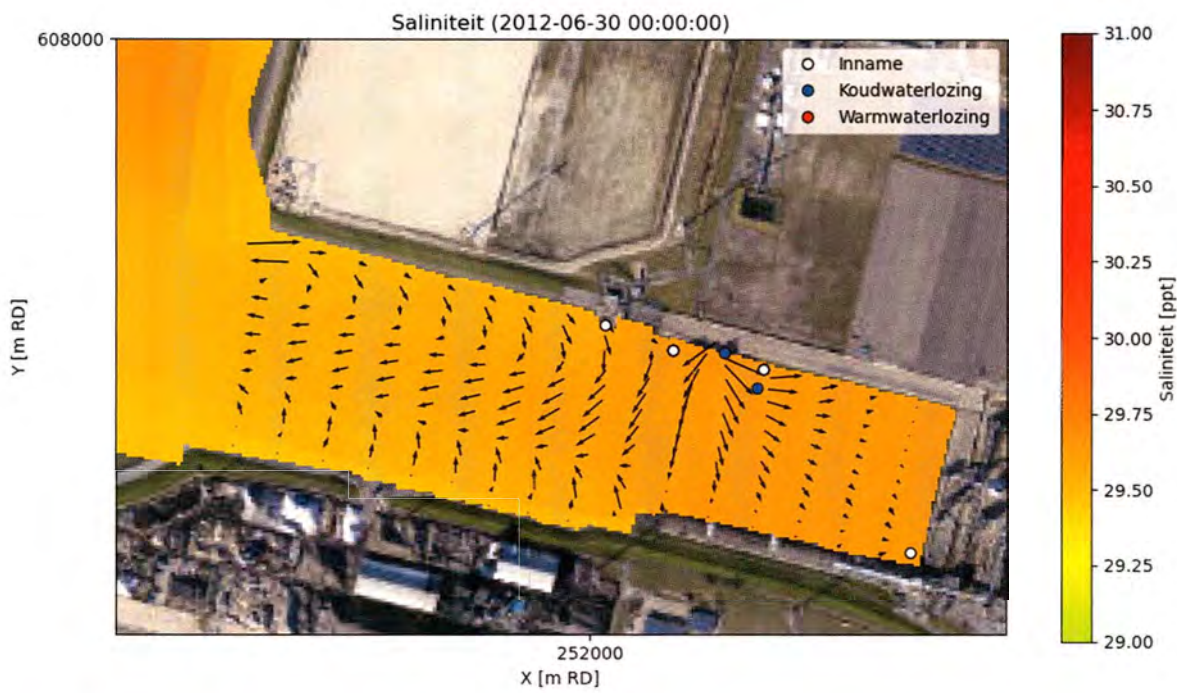 Saliniteit (2012-06-30 00:00:00)
608000
Inname
Koudwaterlozing
Warmwaterlozing
31.00
30.75
30.50
30.25
30.00
29.75
29.50
29.25
29.00
Saliniteit [ppt]
Y [m RD]
252000
X [m RD]